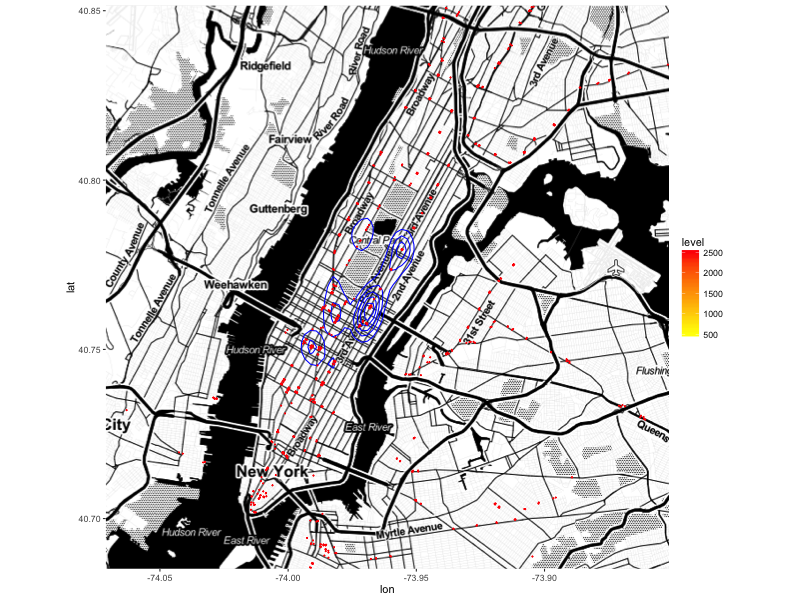 40.85
40.80
40.75
40.70
lat
-74.05
-74.00
-73.95
-73.90
lon
Ridgefield
River Road
Hudson River
3rd Avenue
Broadway
Fairview
River Road
Tonnelle Avenue
Guttenberg
Broadway
3rd Avenue
Central Park
County Avenue
Park Avenue
2nd Avenue
Weehawken
Tonnelle Avenue
31st Street
Hudson River
3rd Avenue
Flushing
City
East River
Broadway
Queens
New York
Myrtle Avenue
Hudson River
East River
level
2500
2000
1500
1000
500